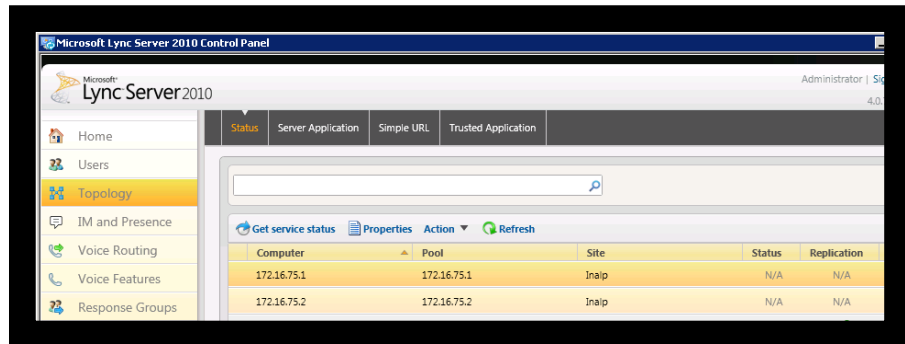 Microsoft Lync Server 2010 Control Panel
Microsoft
Lync Server 2010
Administrator |
4.0.
Status Server Application Simple URL Trusted Application
Home
Users
Topology
IM and Presence
Voice Routing
Voice Features
Response Groups
Get service status Properties Action Refresh
Computer Pool Site Status Replication
172.16.75.1 172.16.75.1 Inalp N/A N/A
172.16.75.2 172.16.75.2 Inalp N/A N/A